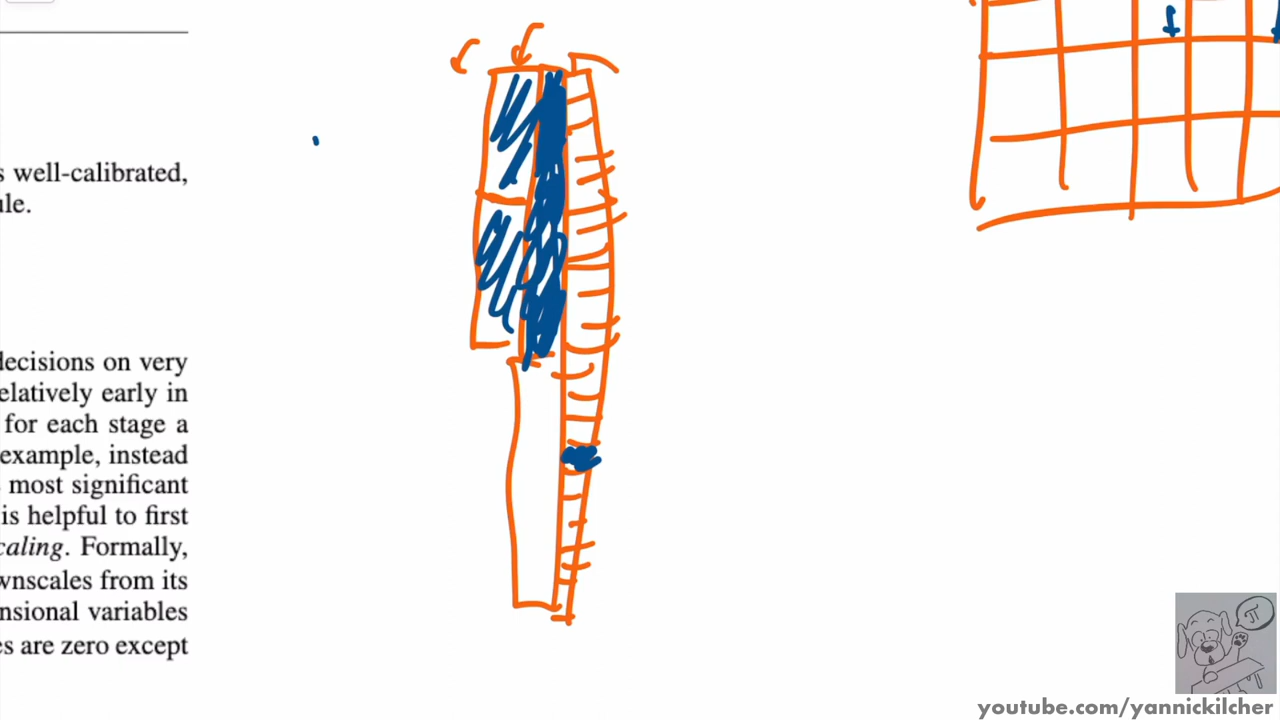 s well-calibrated,
ule.
decisions on very
elatively early in
for each stage a
example, instead
most significant
is helpful to first
caling. Formally,
wnscales from its
nsional variables
es are zero except
π
youtube.com/yannickilcher